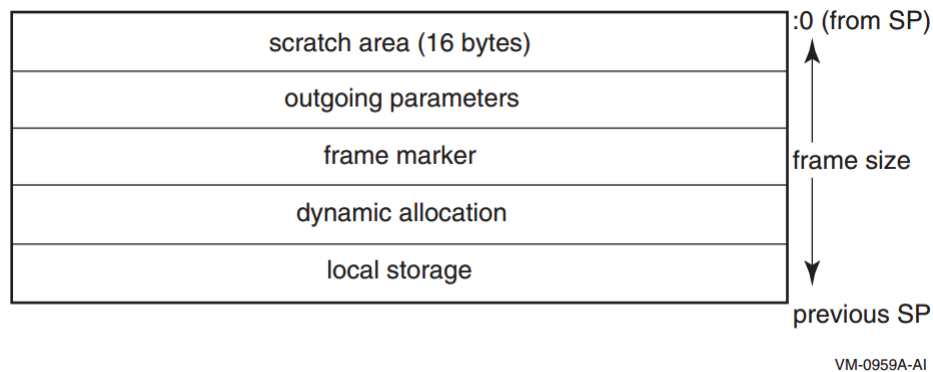 :0 (from SP)
scratch area (16 bytes)
outgoing parameters
frame marker
frame size
dynamic allocation
local storage
previous SP
VM-0959A-AI